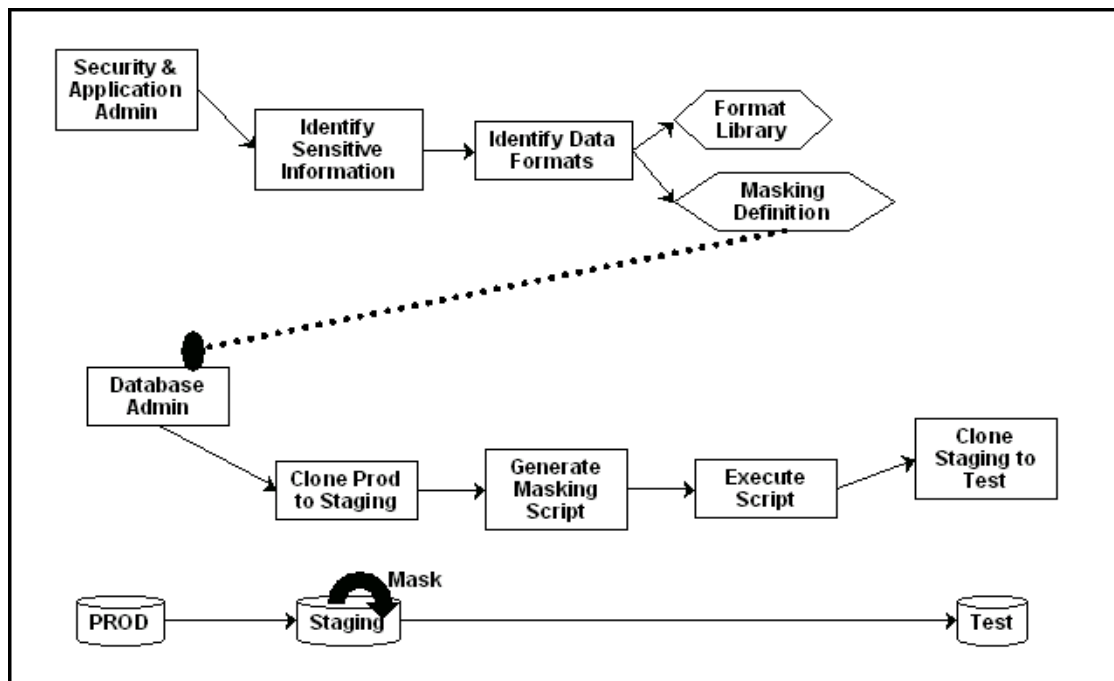 Security &
Application
Admin
Identify
Sensitive
Information
Identify Data
Formats
Format
Library
Masking
Definition
Database
Admin
Clone Prod
to Staging
Generate
Masking
Script
Execute
Script
Clone
Staging to
Test
Mask
PROD
Staging
Test